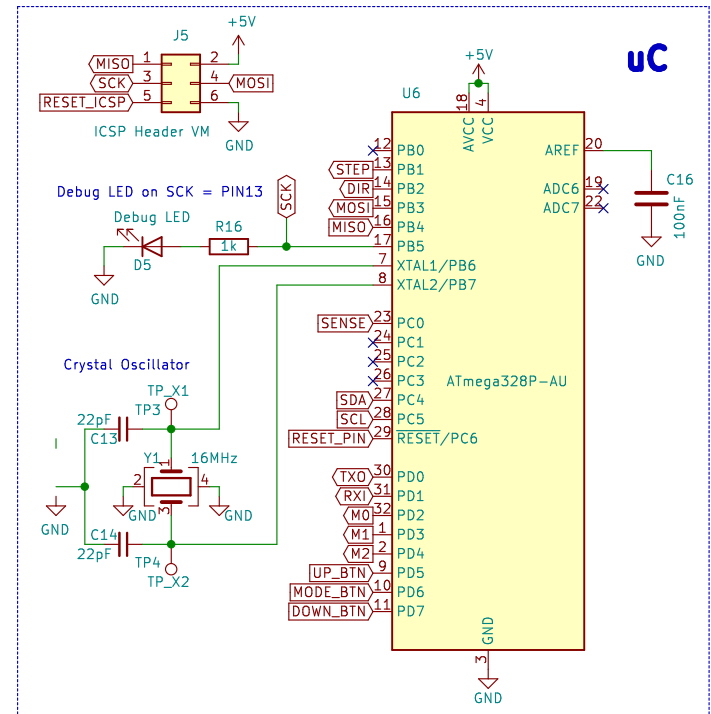 uC
J5
+5V
MISO 1 2
SCK 3 4 MOSI
RESET_ICSP 5 6
ICSP Header VM
GND
Debug LED on SCK = PIN13
Debug LED
SCK
R16
1k
D5
GND
Crystal Oscillator
TP_X1
TP3
22pF
C13
Y1 16MHz
1
2 4
3
GND
GND
GND
C14
22pF
TP4
TP_X2
+5V
U6
18 4
AVCC VCC
12 PB0
STEP 13 PB1
DIR 14 PB2
MOSI 15 PB3
MISO 16 PB4
17 PB5
7 XTAL1/PB6
8 XTAL2/PB7
SENSE 23 PC0
24 PC1
25 PC2
26 PC3
SDA 27 PC4
SCL 28 PC5
RESET_PIN 29 RESET/PC6
TXO 30 PD0
RXI 31 PD1
M0 32 PD2
M1 1 PD3
M2 2 PD4
UP_BTN 9 PD5
MODE_BTN 10 PD6
DOWN_BTN 11 PD7
ATmega328P-AU
AREF 20
ADC6 19
ADC7 22
C16
100nF
GND
GND
3
GND